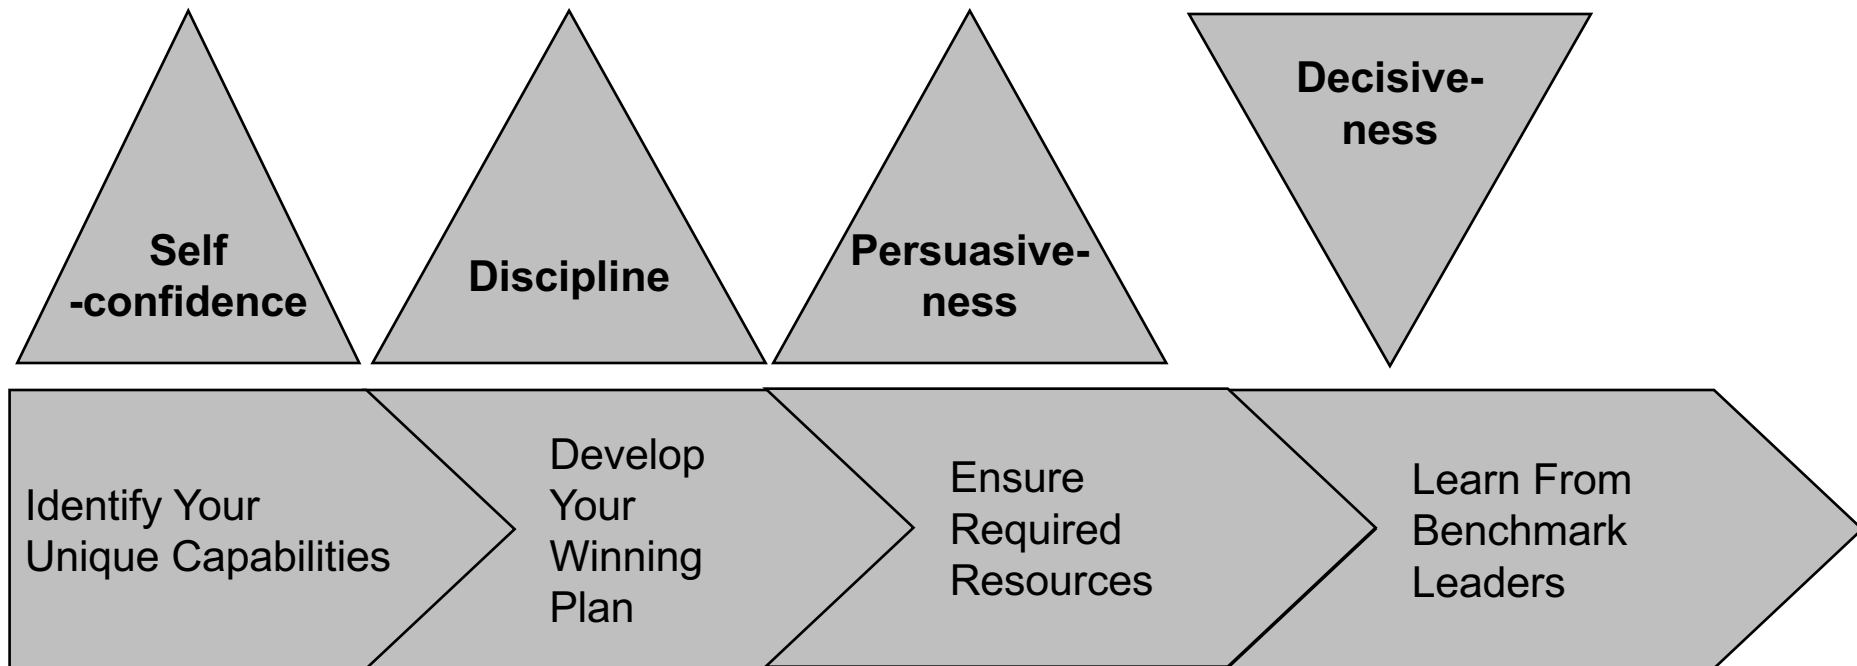 Self
-confidence
Discipline
Persuasive-
ness
Decisive-
ness
Identify Your
Unique Capabilities
Develop
Your
Winning
Plan
Ensure
Required
Resources
Learn From
Benchmark
Leaders